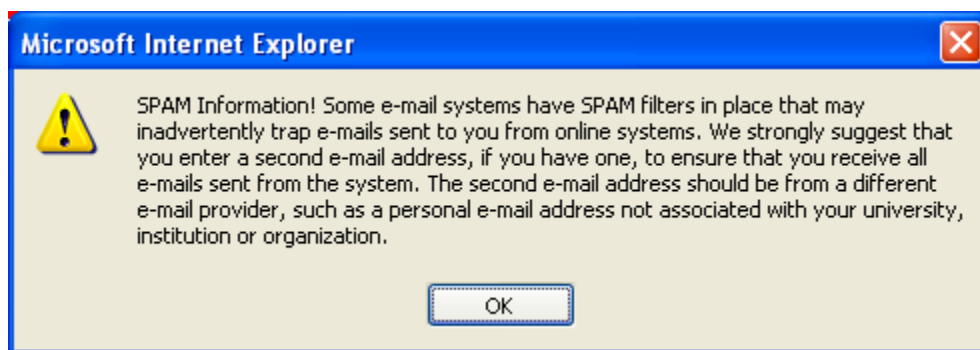 Microsoft Internet Explorer
SPAM Information! Some e-mail systems have SPAM filters in place that may
inadvertently trap e-mails sent to you from online systems. We strongly suggest that
you enter a second e-mail address, if you have one, to ensure that you receive all
e-mails sent from the system. The second e-mail address should be from a different
e-mail provider, such as a personal e-mail address not associated with your university,
institution or organization.
OK